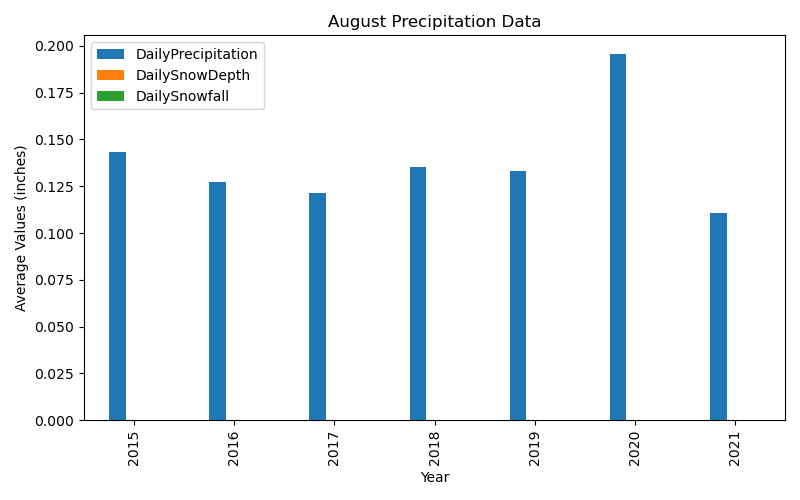 August Precipitation Data
DailyPrecipitation
DailySnowDepth
DailySnowfall
Average Values (inches)
0.200
0.175
0.150
0.125
0.100
0.075
0.050
0.025
0.000
2015
2016
2017
2018
2019
2020
2021
Year